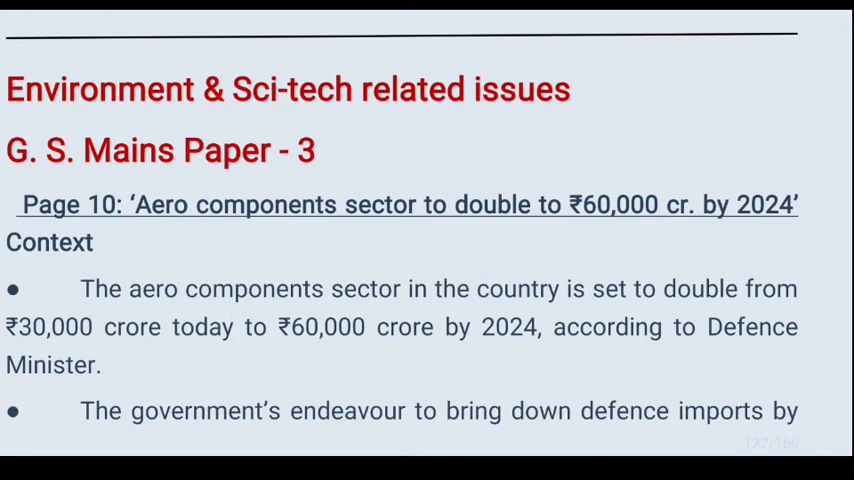 Environment & Sci-tech related issues
G. S. Mains Paper - 3
Page 10: ‘Aero components sector to double to ₹60,000 cr. by 2024’
Context
● The aero components sector in the country is set to double from
₹30,000 crore today to ₹60,000 crore by 2024, according to Defence
Minister.
● The government’s endeavour to bring down defence imports by
127/166